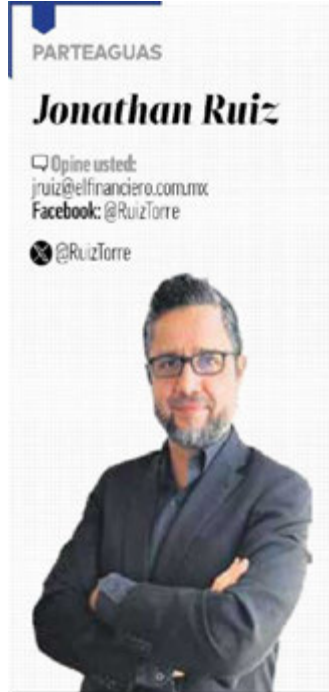 PARTEAGUAS
Jonathan Ruiz
Opine usted:
jruiz@elfinanciero.com.mx
Facebook: @RuizTorre
@RuizTorre